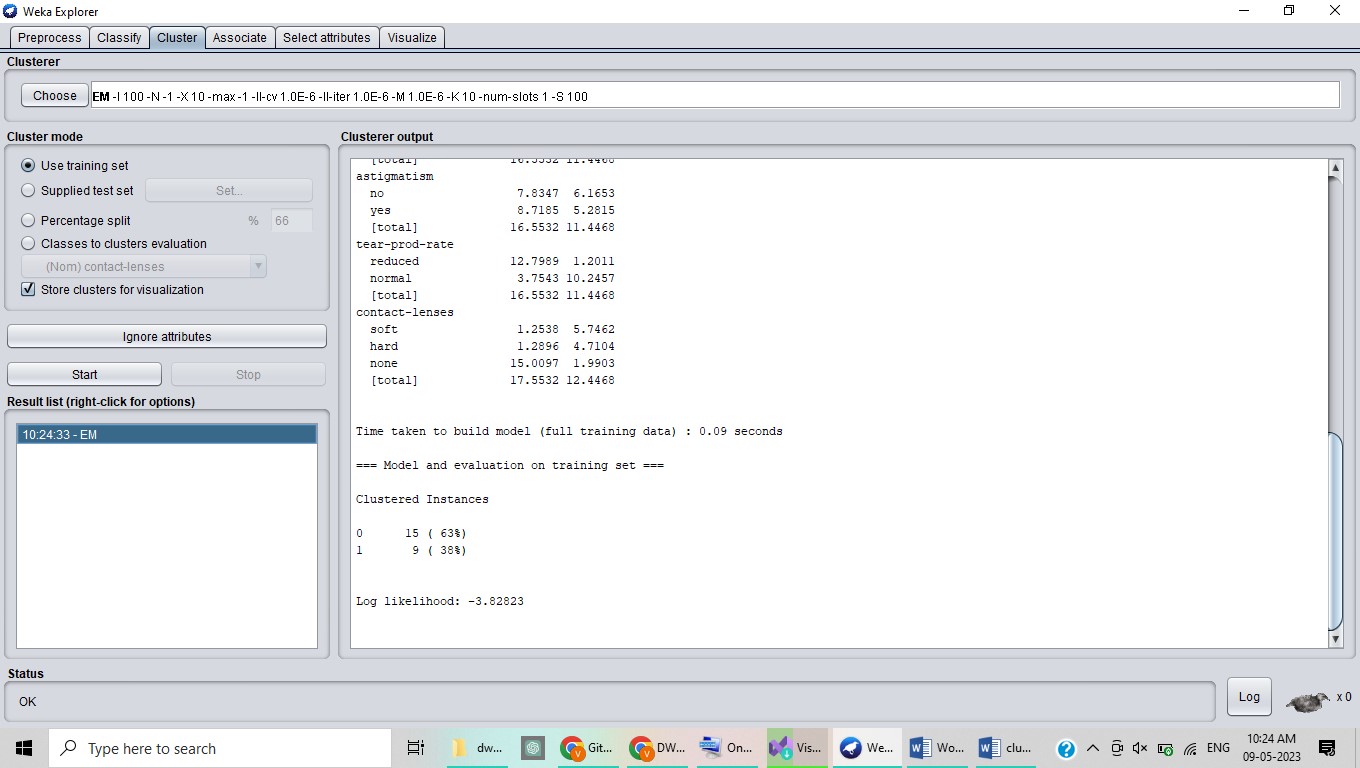 Weka Explorer
Preprocess Classify Cluster Associate Select attributes Visualize
Clusterer
Choose EM -I 100 -N -1 -X 10 -max -1 -ll-cv 1.0E-6 -ll-iter 1.0E-6 -M 1.0E-6 -K 10 -num-slots 1 -S 100
Cluster mode
Use training set
Supplied test set Set...
Percentage split % 66
Classes to clusters evaluation
(Nom) contact-lenses
Store clusters for visualization
Ignore attributes
Start Stop
Result list (right-click for options)
10:24:33 - EM
Clusterer output
[total] 16.5532 11.4468
astigmatism
no 7.8347 6.1653
yes 8.7185 5.2815
[total] 16.5532 11.4468
tear-prod-rate
reduced 12.7989 1.2011
normal 3.7543 10.2457
[total] 16.5532 11.4468
contact-lenses
soft 1.2538 5.7462
hard 1.2896 4.7104
none 15.0097 1.9903
[total] 17.5532 12.4468
Time taken to build model (full training data) : 0.09 seconds
=== Model and evaluation on training set ===
Clustered Instances
0 15 ( 63%)
1 9 ( 38%)
Log likelihood: -3.82823
Status
OK
Log x 0
Type here to search dw... Git... DW... On... Vis... We... Wo... clu... ENG 10:24 AM
09-05-2023